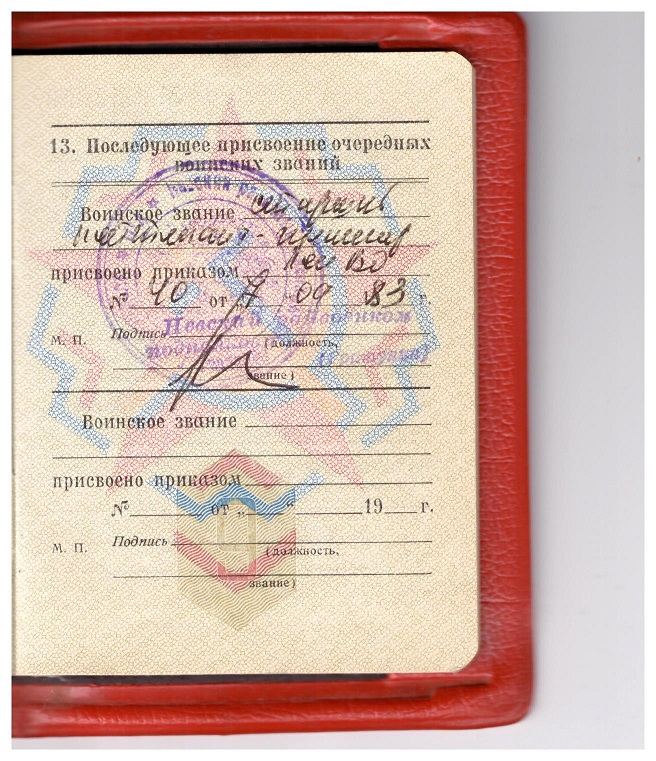 13. Последующее присвоение очередных
воинских званий
Воинское звание старший
лейтенант-инженер
присвоено приказом ЛенВО
№ 40 от 7 09 83 г.
М. П. Подпись
(должность,
звание)
Воинское звание
присвоено приказом
№ от „ “ 19 г.
М. П. Подпись
(должность,
звание)